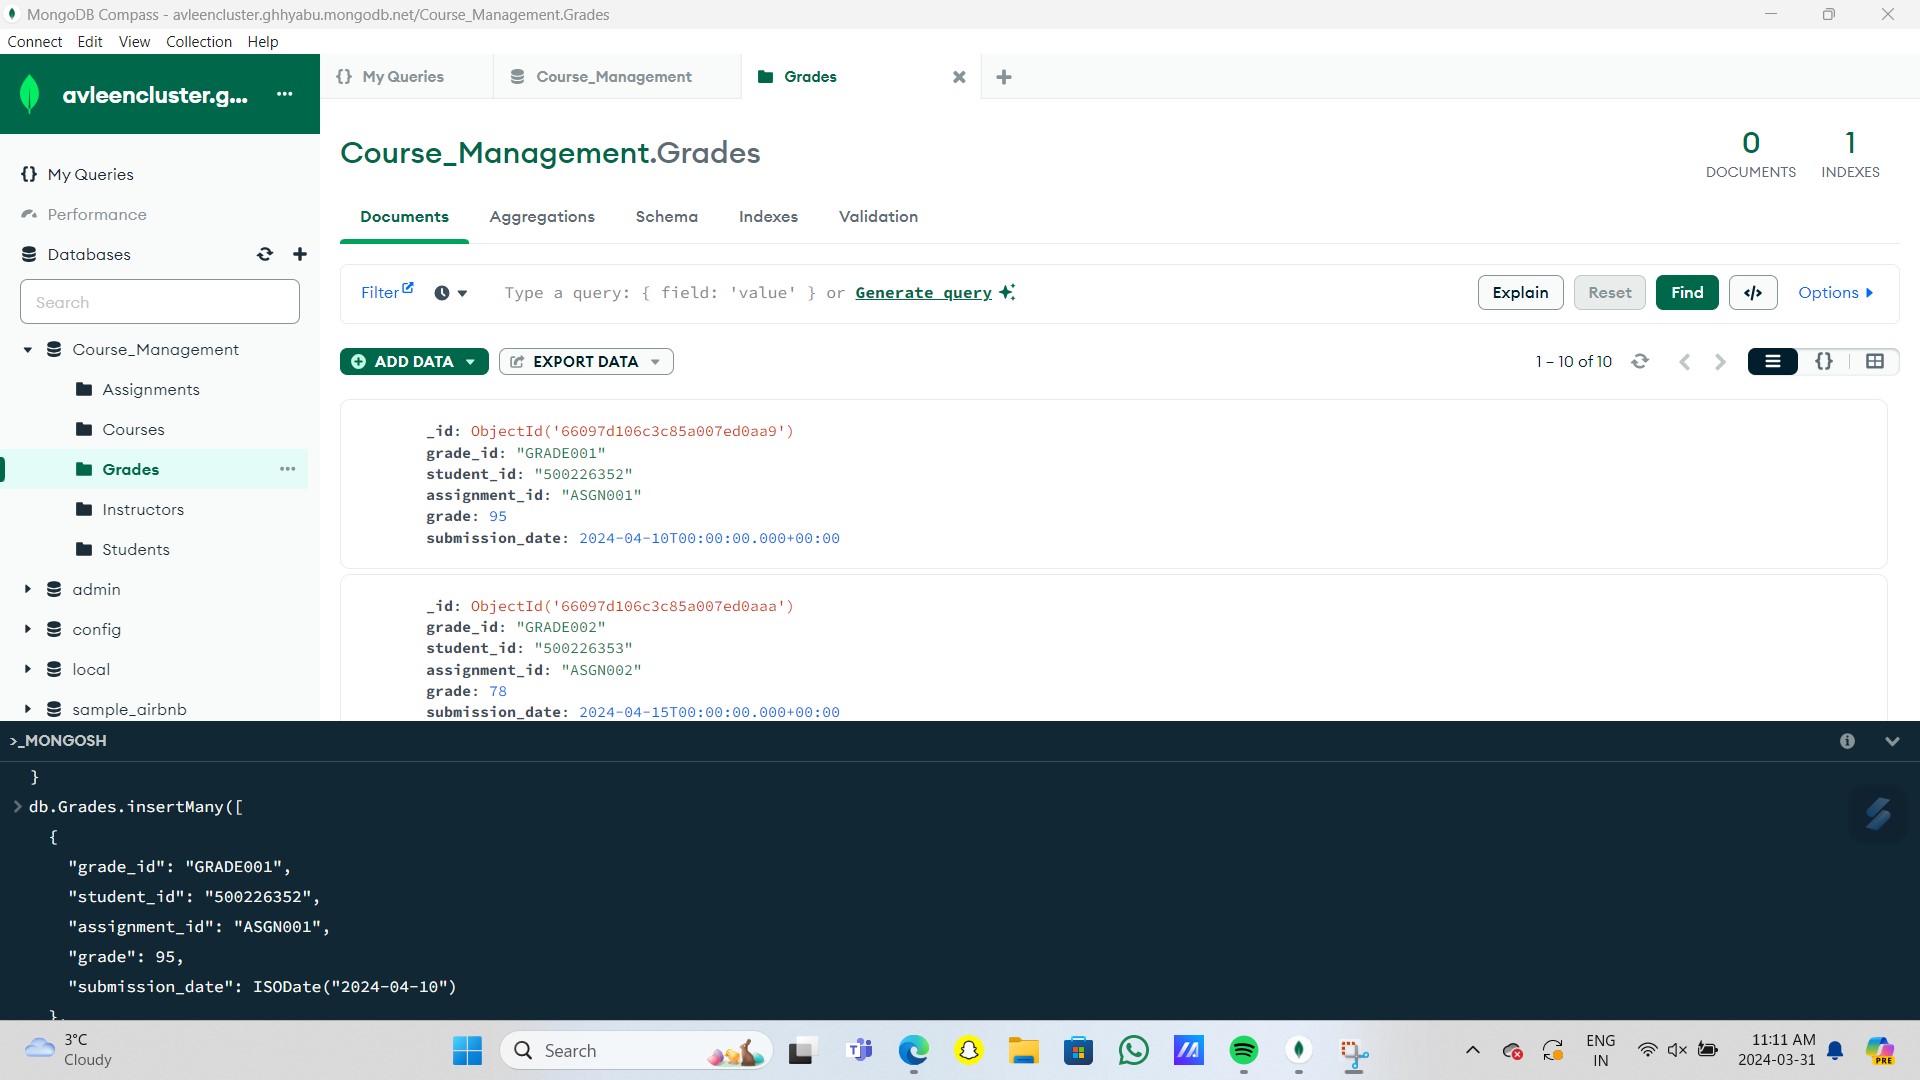 MongoDB Compass - avleencluster.ghhyabu.mongodb.net/Course_Management.Grades
Connect Edit View Collection Help
avleencluster.g... ...
{} My Queries
Course_Management
Grades
My Queries
Performance
Databases
Search
Course_Management
Assignments
Courses
Grades
Instructors
Students
admin
config
local
sample_airbnb
Course_Management.Grades
0
DOCUMENTS
1
INDEXES
Documents Aggregations Schema Indexes Validation
Filter
Type a query: { field: 'value' } or Generate query
Explain Reset Find </> Options
ADD DATA EXPORT DATA
1 – 10 of 10
{}
_id: ObjectId('66097d106c3c85a007ed0aa9')
grade_id: "GRADE001"
student_id: "500226352"
assignment_id: "ASGN001"
grade: 95
submission_date: 2024-04-10T00:00:00.000+00:00
_id: ObjectId('66097d106c3c85a007ed0aaa')
grade_id: "GRADE002"
student_id: "500226353"
assignment_id: "ASGN002"
grade: 78
submission_date: 2024-04-15T00:00:00.000+00:00
>_MONGOSH
}
> db.Grades.insertMany([
{
"grade_id": "GRADE001",
"student_id": "500226352",
"assignment_id": "ASGN001",
"grade": 95,
"submission_date": ISODate("2024-04-10")
},
3°C
Cloudy
Search
ENG
IN
11:11 AM
2024-03-31
PRE